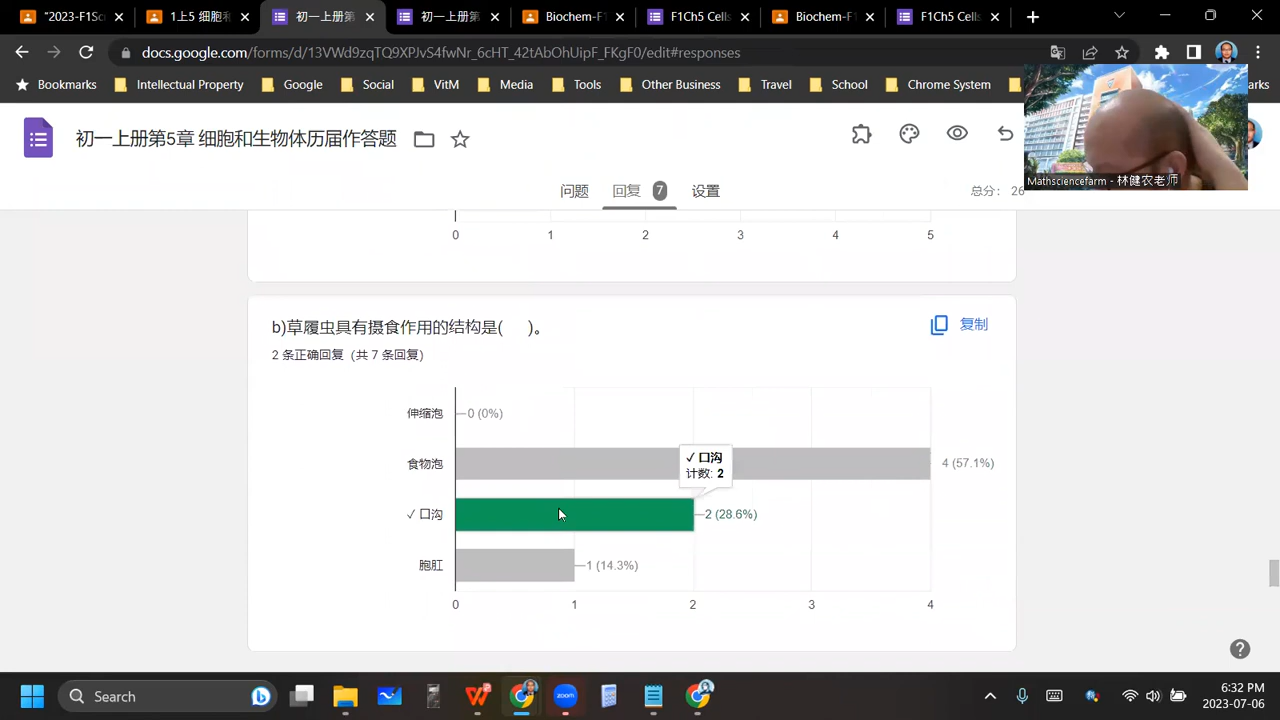 "2023-F1Sc
1上5 细胞和
初一上册第
初一上册第
Biochem-F1
F1Ch5 Cells
Biochem-F1
F1Ch5 Cells
docs.google.com/forms/d/13VWd9zqTQ9XPJvS4fwNr_6cHT_42tAbOhUipF_FKgF0/edit#responses
Bookmarks Intellectual Property Google Social VitM Media Tools Other Business Travel School Chrome System
初一上册第5章 细胞和生物体历届作答题
Mathsciencefarm - 林健农老师
问题 回复 7 设置 总分： 26
0 1 2 3 4 5
b)草履虫具有摄食作用的结构是( )。
复制
2 条正确回复（共 7 条回复）
伸缩泡 0 (0%)
食物泡 4 (57.1%)
✓ 口沟
计数: 2
✓ 口沟 2 (28.6%)
胞肛 1 (14.3%)
0 1 2 3 4
Search
zoom
6:32 PM
2023-07-06